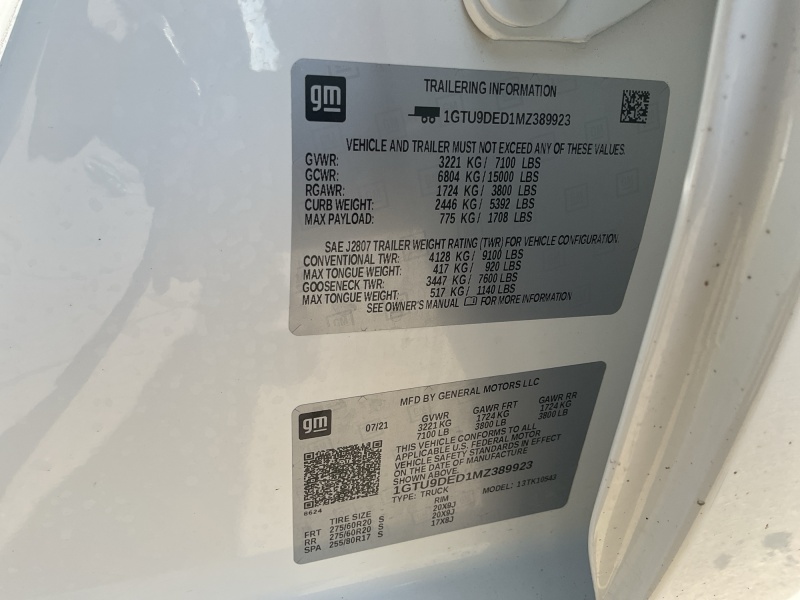 gm
TRAILERING INFORMATION
1GTU9DED1MZ389923
VEHICLE AND TRAILER MUST NOT EXCEED ANY OF THESE VALUES.
GVWR: 3221 KG / 7100 LBS
GCWR: 6804 KG / 15000 LBS
RGAWR: 1724 KG / 3800 LBS
CURB WEIGHT: 2446 KG / 5392 LBS
MAX PAYLOAD: 775 KG / 1708 LBS
SAE J2807 TRAILER WEIGHT RATING (TWR) FOR VEHICLE CONFIGURATION.
CONVENTIONAL TWR: 4128 KG / 9100 LBS
MAX TONGUE WEIGHT: 417 KG / 920 LBS
GOOSENECK TWR: 3447 KG / 7600 LBS
MAX TONGUE WEIGHT: 517 KG / 1140 LBS
SEE OWNER'S MANUAL FOR MORE INFORMATION
gm
MFD BY GENERAL MOTORS LLC
07/21 GVWR GAWR FRT GAWR RR
3221 KG 1724 KG 1724 KG
7100 LB 3800 LB 3800 LB
THIS VEHICLE CONFORMS TO ALL
APPLICABLE U.S. FEDERAL MOTOR
VEHICLE SAFETY STANDARDS IN EFFECT
ON THE DATE OF MANUFACTURE
SHOWN ABOVE.
1GTU9DED1MZ389923
TYPE: TRUCK MODEL: 12TK10543
8624
TIRE SIZE RIM
FRT 275/60R20 S 20X9J
RR 275/60R20 S 20X9J
SPA 255/80R17 S 17X8J